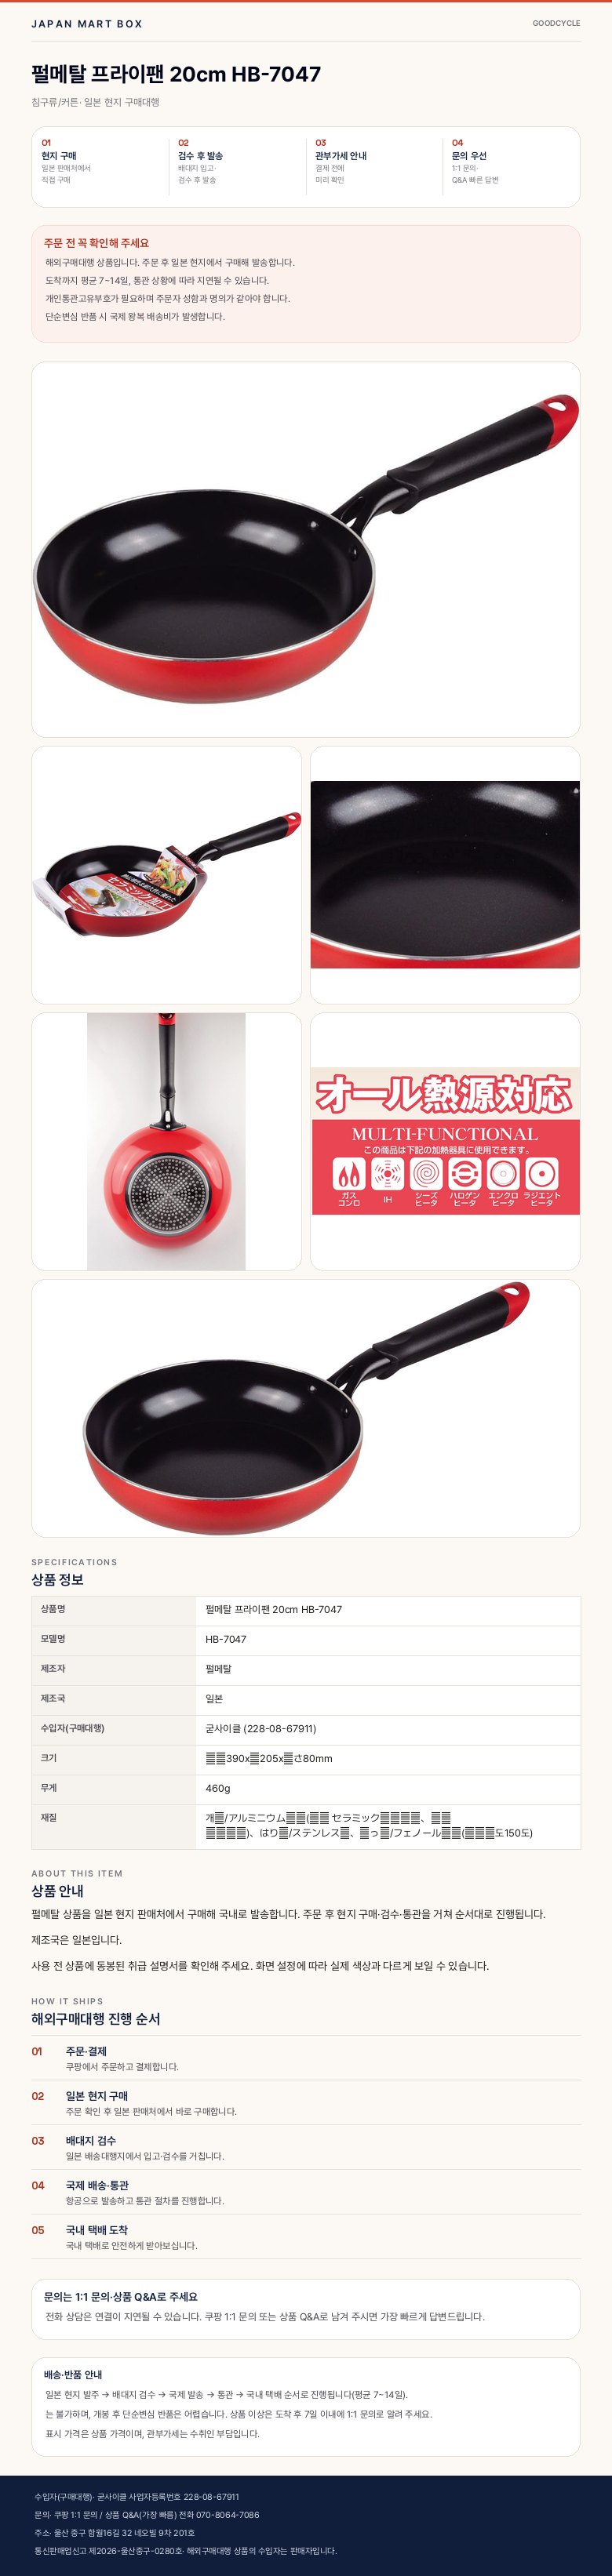 JAPAN MART BOX
GOODCYCLE
펄메탈 프라이팬 20cm HB-7047
침구류/커튼· 일본 현지 구매대행
01
현지 구매
일본 판매처에서
직접 구매
02
검수 후 발송
배대지 입고·
검수 후 발송
03
관부가세 안내
결제 전에
미리 확인
04
문의 우선
1:1 문의·
Q&A 빠른 답변
주문 전 꼭 확인해 주세요
해외구매대행 상품입니다. 주문 후 일본 현지에서 구매해 발송합니다.
도착까지 평균 7~14일, 통관 상황에 따라 지연될 수 있습니다.
개인통관고유부호가 필요하며 주문자 성함과 명의가 같아야 합니다.
단순변심 반품 시 국제 왕복 배송비가 발생합니다.
セラミック加工
オール熱源対応
MULTI-FUNCTIONAL
この商品は下記の加熱器具に使用できます。
ガス
コンロ
IH
シーズ
ヒータ
ハロゲン
ヒータ
エンクロ
ヒータ
ラジエント
ヒータ
SPECIFICATIONS
상품 정보
상품명 펄메탈 프라이팬 20cm HB-7047
모델명 HB-7047
제조자 펄메탈
제조국 일본
수입자(구매대행) 굳사이클 (228-08-67911)
크기 390x 205x さ80mm
무게 460g
재질 개 /アルミニウム ( セラミック 、
)、はり /ステンレス 、 っ /フェノール ( 도150도)
ABOUT THIS ITEM
상품 안내
펄메탈 상품을 일본 현지 판매처에서 구매해 국내로 발송합니다. 주문 후 현지 구매·검수·통관을 거쳐 순서대로 진행됩니다.
제조국은 일본입니다.
사용 전 상품에 동봉된 취급 설명서를 확인해 주세요. 화면 설정에 따라 실제 색상과 다르게 보일 수 있습니다.
HOW IT SHIPS
해외구매대행 진행 순서
01 주문·결제
쿠팡에서 주문하고 결제합니다.
02 일본 현지 구매
주문 확인 후 일본 판매처에서 바로 구매합니다.
03 배대지 검수
일본 배송대행지에서 입고·검수를 거칩니다.
04 국제 배송·통관
항공으로 발송하고 통관 절차를 진행합니다.
05 국내 택배 도착
국내 택배로 안전하게 받아보십니다.
문의는 1:1 문의·상품 Q&A로 주세요
전화 상담은 연결이 지연될 수 있습니다. 쿠팡 1:1 문의 또는 상품 Q&A로 남겨 주시면 가장 빠르게 답변드립니다.
배송·반품 안내
일본 현지 발주 → 배대지 검수 → 국제 발송 → 통관 → 국내 택배 순서로 진행됩니다(평균 7~14일).
는 불가하며, 개봉 후 단순변심 반품은 어렵습니다. 상품 이상은 도착 후 7일 이내에 1:1 문의로 알려 주세요.
표시 가격은 상품 가격이며, 관부가세는 수취인 부담입니다.
수입자(구매대행)· 굳사이클 사업자등록번호 228-08-67911
문의· 쿠팡 1:1 문의 / 상품 Q&A(가장 빠름) 전화 070-8064-7086
주소· 울산 중구 함월16길 32 네오빌 9차 201호
통신판매업신고 제2026-울산중구-0280호· 해외구매대행 상품의 수입자는 판매자입니다.